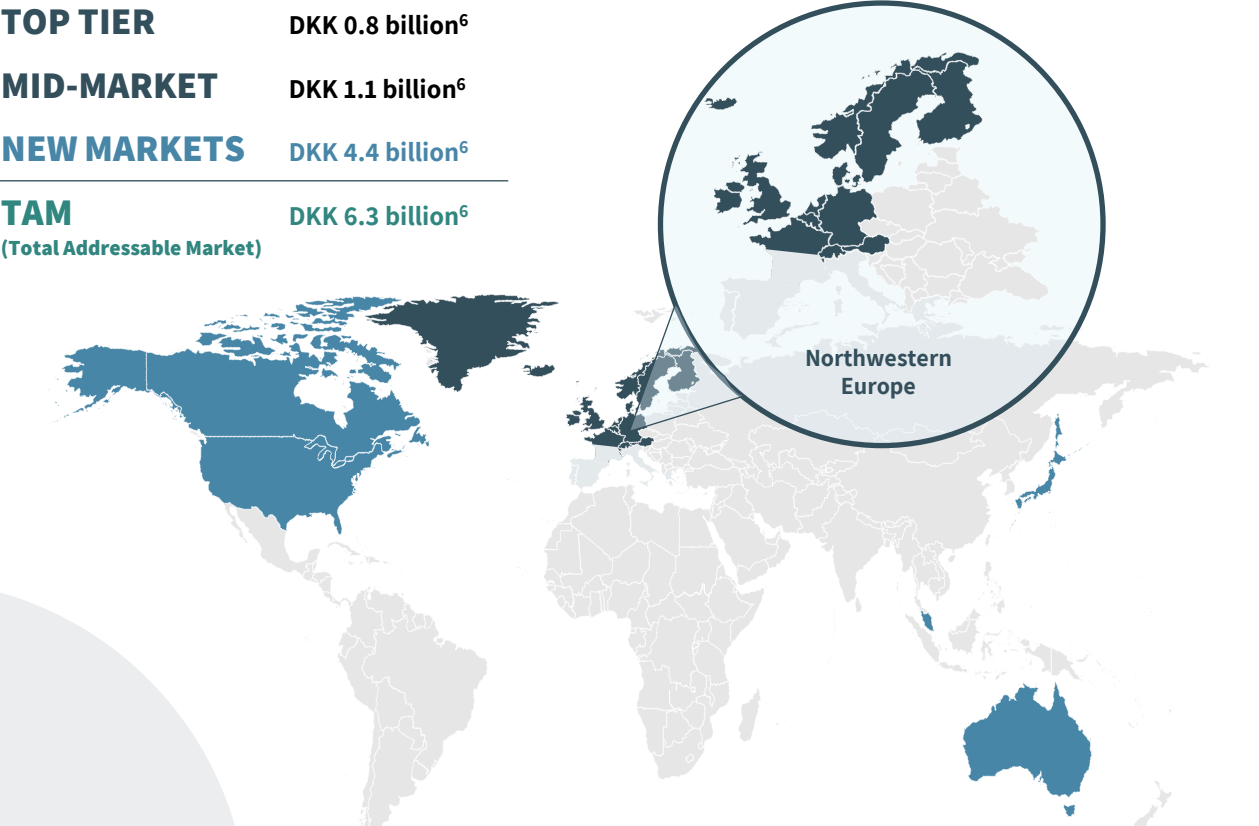 TOP TIER DKK 0.8 billion⁶
MID-MARKET DKK 1.1 billion⁶
NEW MARKETS DKK 4.4 billion⁶
TAM DKK 6.3 billion⁶
(Total Addressable Market)
Northwestern
Europe